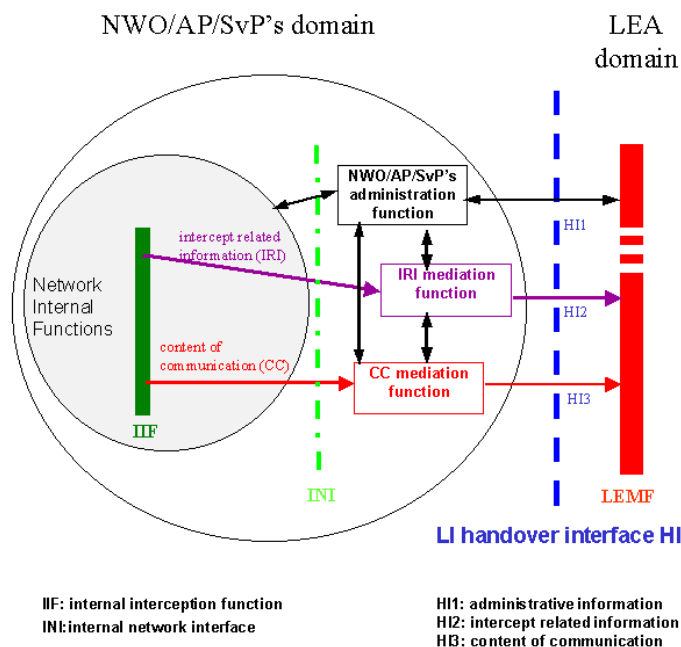 NWO/AP/SvP's domain
LEA
domain
NWO/AP/SvP's
administration
function
HI1
intercept related
information (IRI)
IRI mediation
function
Network
Internal
Functions
HI2
content of
communication (CC)
CC mediation
function
HI3
IIF
INI
LEMF
LI handover interface HI
IIF: internal interception function
INI:internal network interface
HI1: administrative information
HI2: intercept related information
HI3: content of communication